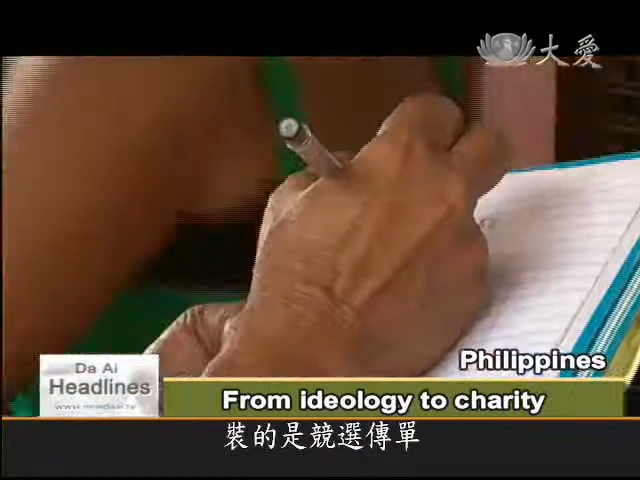 大愛
Philippines
Da Ai
Headlines
From ideology to charity
裝的是競選傳單